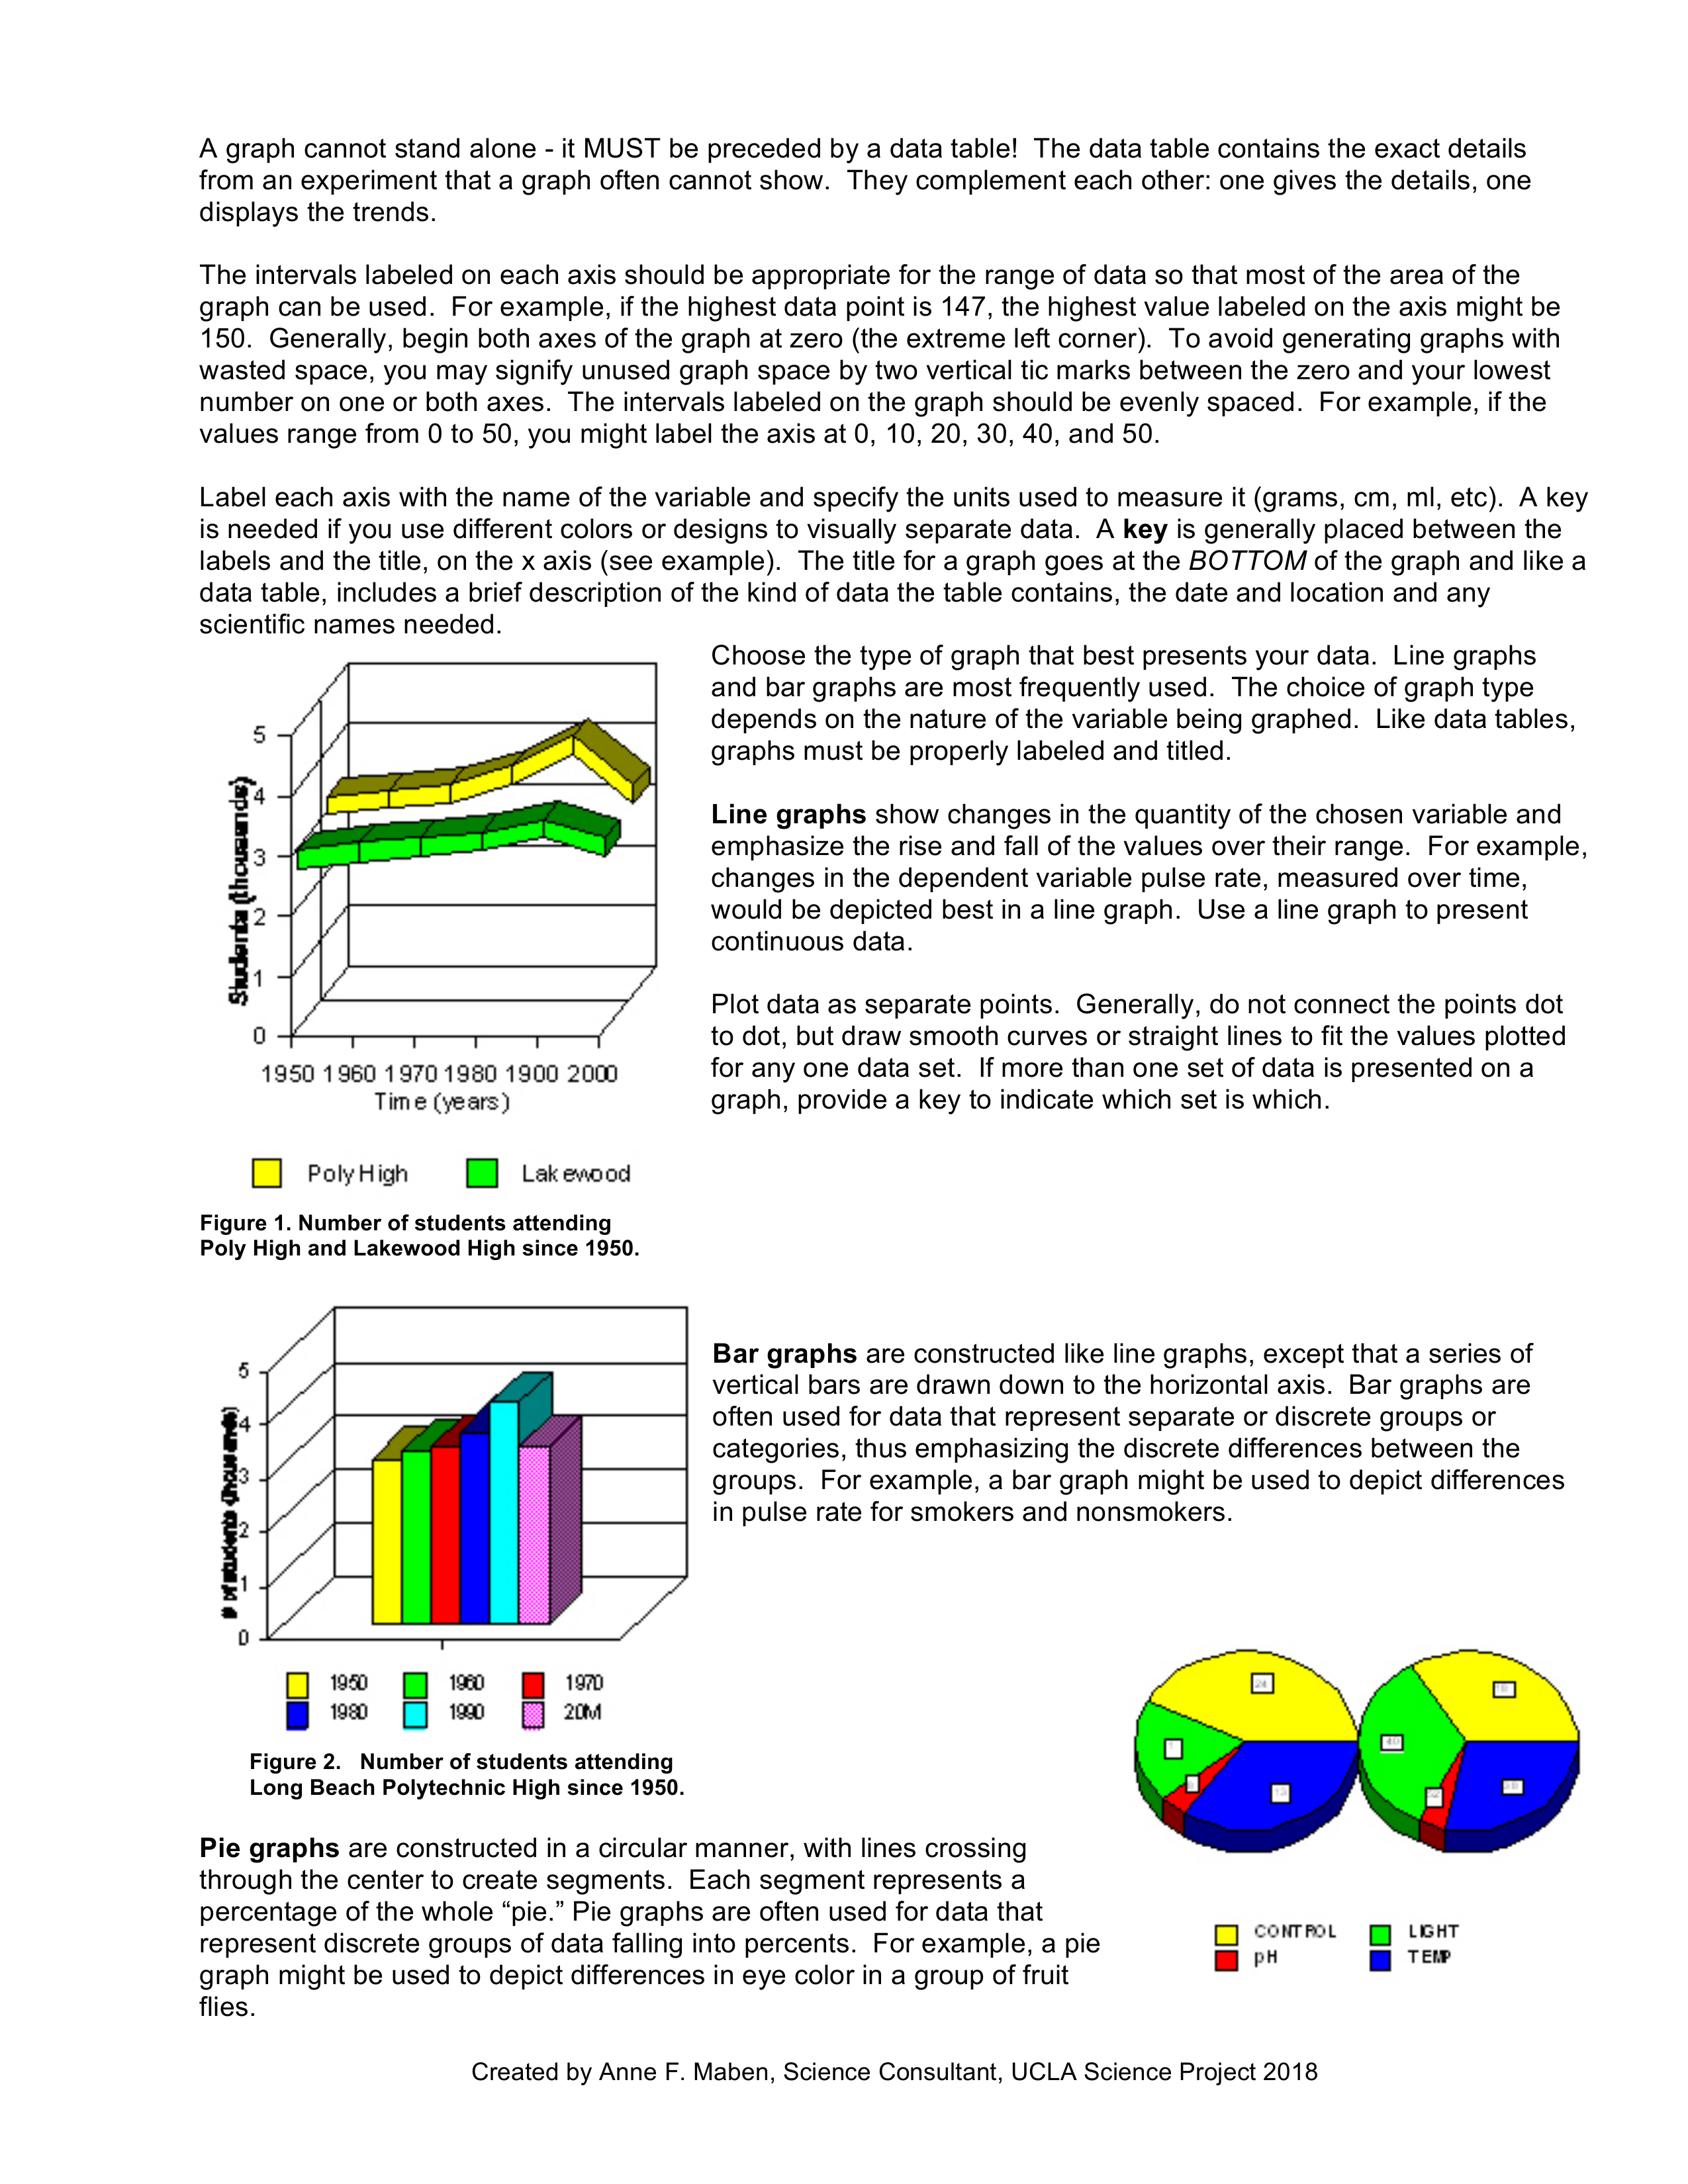 A graph cannot stand alone - it MUST be preceded by a data table!  The data table contains the exact details
from an experiment that a graph often cannot show.  They complement each other: one gives the details, one
displays the trends.
The intervals labeled on each axis should be appropriate for the range of data so that most of the area of the
graph can be used.  For example, if the highest data point is 147, the highest value labeled on the axis might be
150.  Generally, begin both axes of the graph at zero (the extreme left corner).  To avoid generating graphs with
wasted space, you may signify unused graph space by two vertical tic marks between the zero and your lowest
number on one or both axes.  The intervals labeled on the graph should be evenly spaced.  For example, if the
values range from 0 to 50, you might label the axis at 0, 10, 20, 30, 40, and 50.
Label each axis with the name of the variable and specify the units used to measure it (grams, cm, ml, etc).  A key
is needed if you use different colors or designs to visually separate data.  A key is generally placed between the
labels and the title, on the x axis (see example).  The title for a graph goes at the BOTTOM of the graph and like a
data table, includes a brief description of the kind of data the table contains, the date and location and any
scientific names needed.
Choose the type of graph that best presents your data.  Line graphs
and bar graphs are most frequently used.  The choice of graph type
depends on the nature of the variable being graphed.  Like data tables,
graphs must be properly labeled and titled.
Line graphs show changes in the quantity of the chosen variable and
emphasize the rise and fall of the values over their range.  For example,
changes in the dependent variable pulse rate, measured over time,
would be depicted best in a line graph.  Use a line graph to present
continuous data.
Plot data as separate points.  Generally, do not connect the points dot
to dot, but draw smooth curves or straight lines to fit the values plotted
for any one data set.  If more than one set of data is presented on a
graph, provide a key to indicate which set is which.
Students (thousands)
5
4
3
2
1
0
1950 1960 1970 1980 1900 2000
Time (years)
Poly High Lakewood
Figure 1. Number of students attending
Poly High and Lakewood High since 1950.
# of students (thousands)
5
4
3
2
1
0
1950 1960 1970
1980 1990 20M
Figure 2.   Number of students attending
Long Beach Polytechnic High since 1950.
Bar graphs are constructed like line graphs, except that a series of
vertical bars are drawn down to the horizontal axis.  Bar graphs are
often used for data that represent separate or discrete groups or
categories, thus emphasizing the discrete differences between the
groups.  For example, a bar graph might be used to depict differences
in pulse rate for smokers and nonsmokers.
Pie graphs are constructed in a circular manner, with lines crossing
through the center to create segments.  Each segment represents a
percentage of the whole “pie.” Pie graphs are often used for data that
represent discrete groups of data falling into percents.  For example, a pie
graph might be used to depict differences in eye color in a group of fruit
flies.
CONTROL LIGHT
pH TEMP
Created by Anne F. Maben, Science Consultant, UCLA Science Project 2018